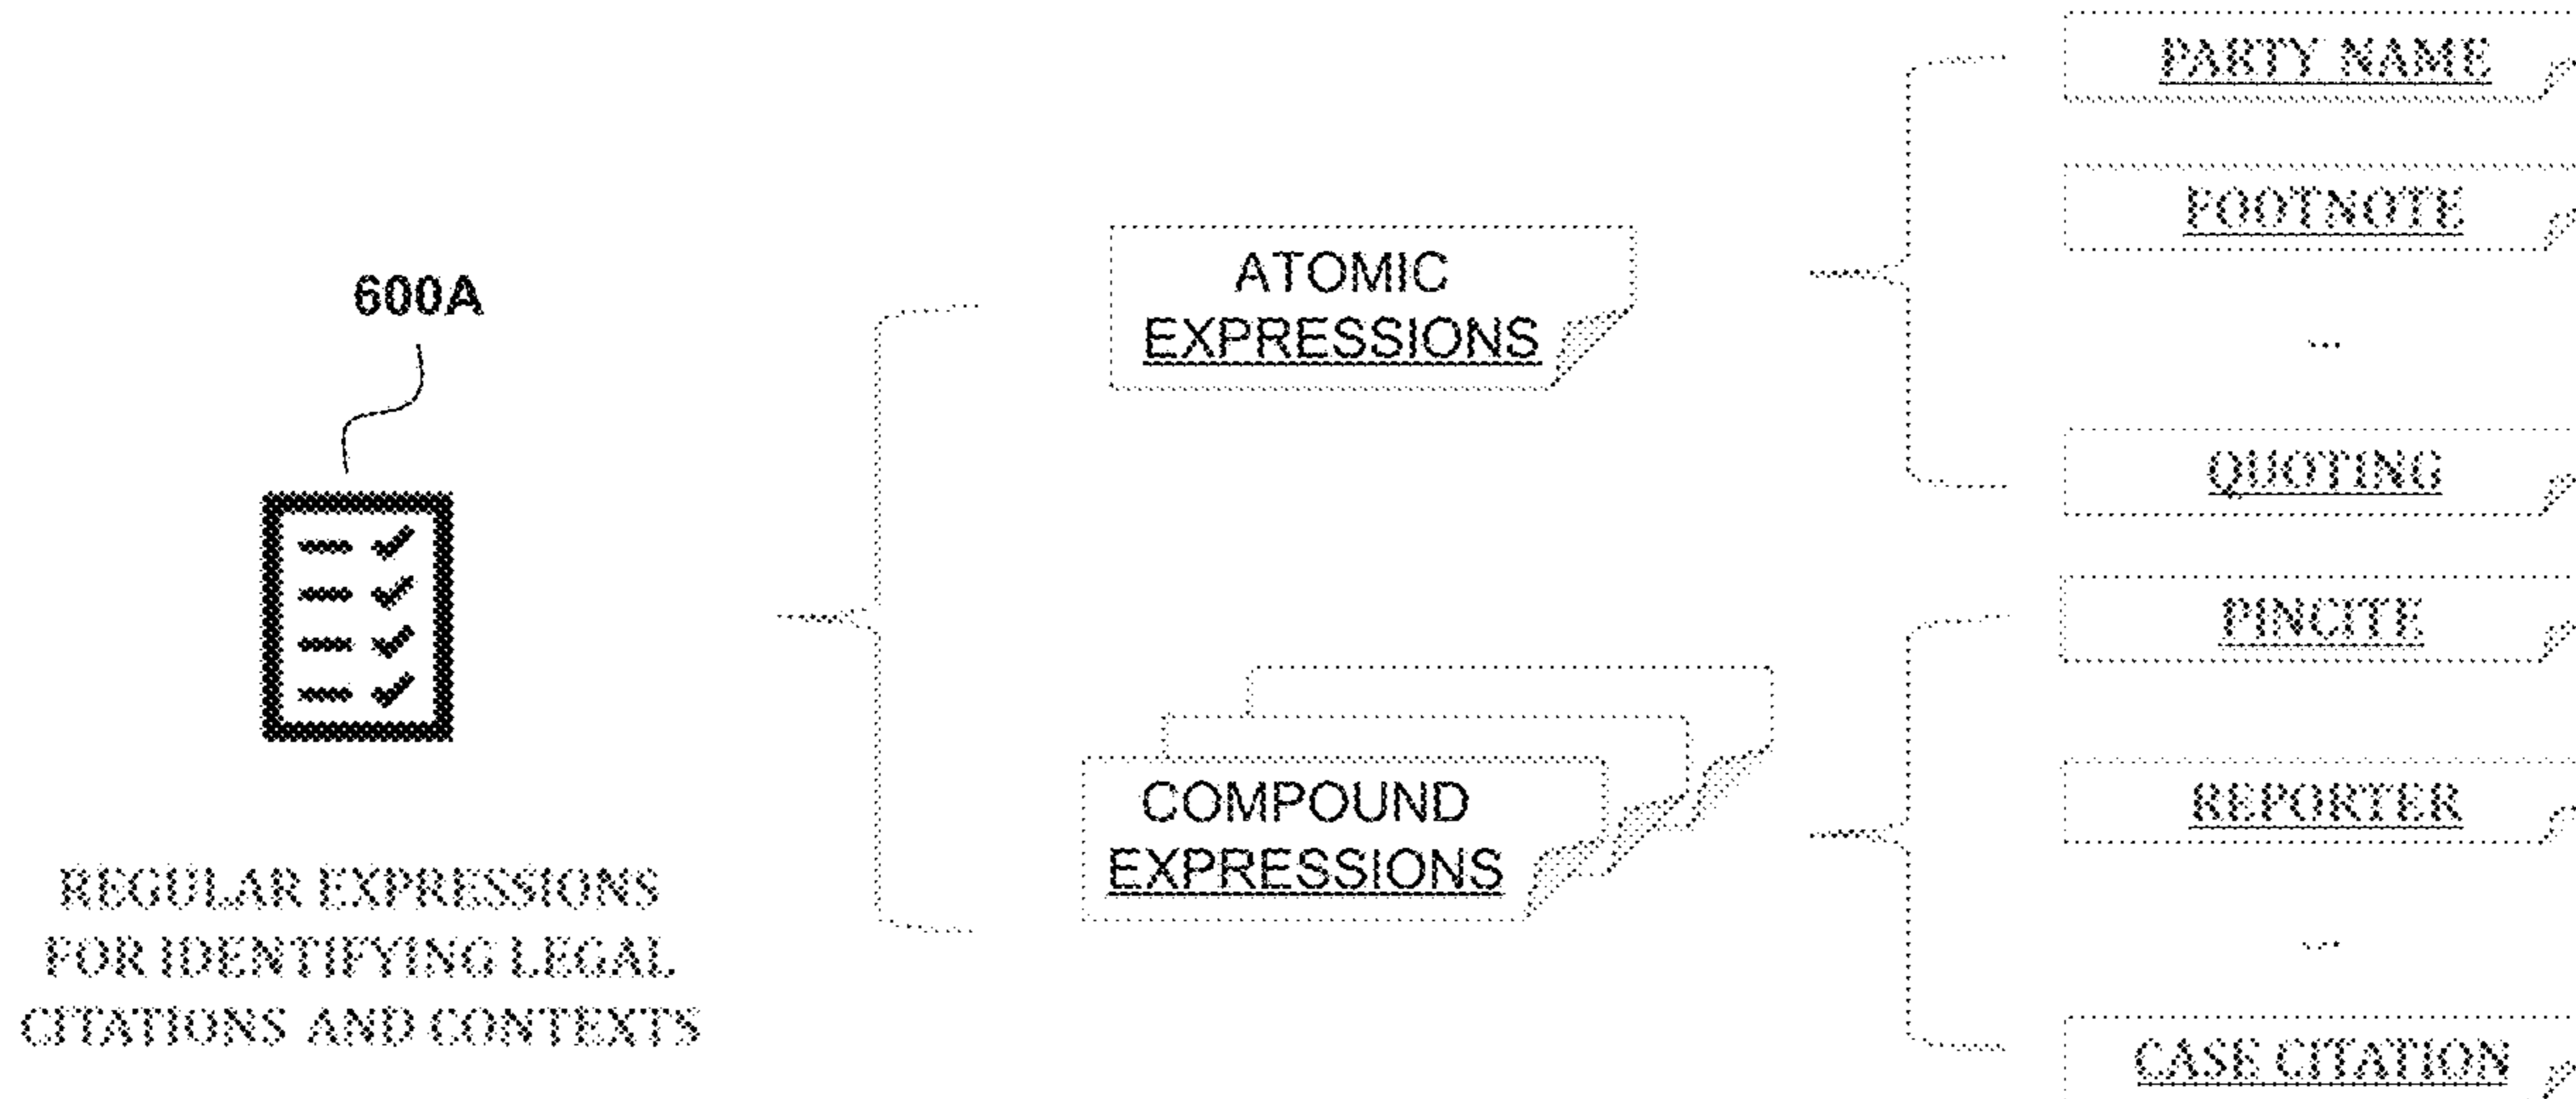 600A
REGULAR EXPRESSIONS
FOR IDENTIFYING LEGAL
CITATIONS AND CONTEXTS
ATOMIC
EXPRESSIONS
COMPOUND
EXPRESSIONS
PARTY NAME
FOOTNOTE
...
QUOTING
PINCITE
REPORTER
...
CASE CITATION